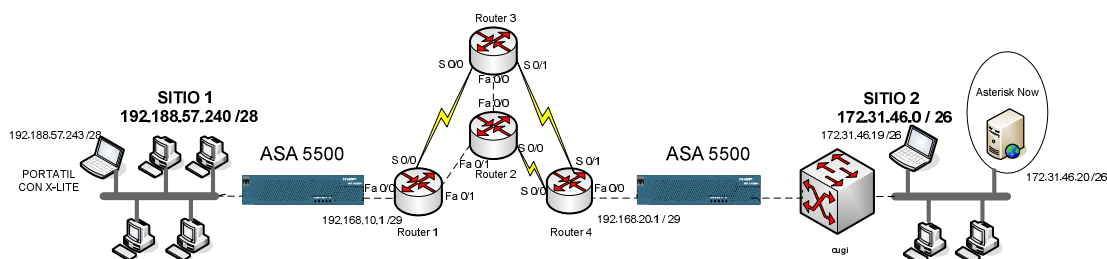 Router 3
S 0/0
S 0/1
Fa 0/0
Fa 0/0
SITIO 1
192.188.57.240 /28
192.188.57.243 /28
PORTATIL
CON X-LITE
ASA 5500
S 0/0
Fa 0/0
Fa 0/1
192,168,10,1 /29
Router 1
Fa 0/1
Router 2
S 0/0
S 0/0
S 0/1
Fa 0/0
192.168.20.1 / 29
Router 4
ASA 5500
cugi
SITIO 2
172.31.46.0 / 26
172.31.46.19 /26
Asterisk Now
172.31.46.20 /26